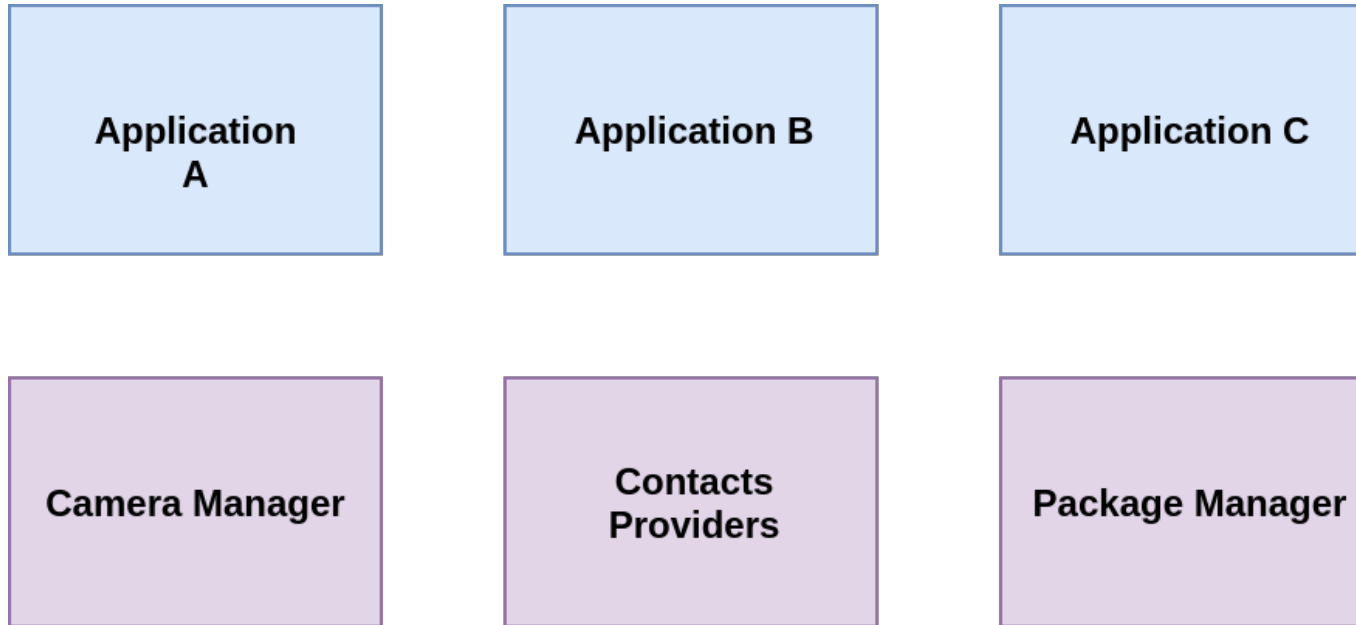 Application
A
Application B
Application C
Camera Manager
Contacts
Providers
Package Manager